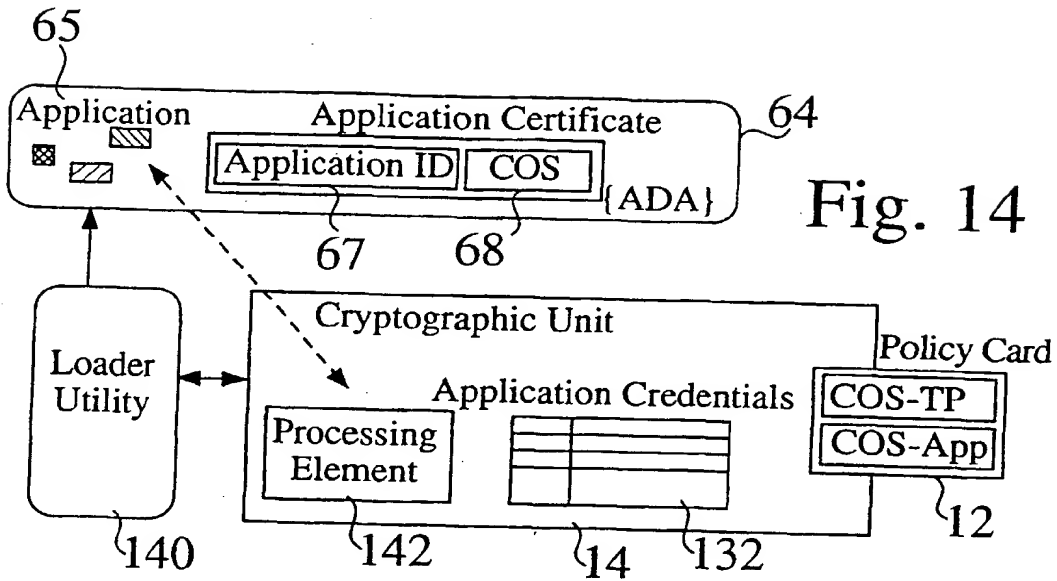 65
Application
Application Certificate
64
Application ID
COS
{ADA}
Fig. 14
67
68
Cryptographic Unit
Policy Card
Loader
Utility
Application Credentials
COS-TP
COS-App
Processing
Element
140
142
14
132
12